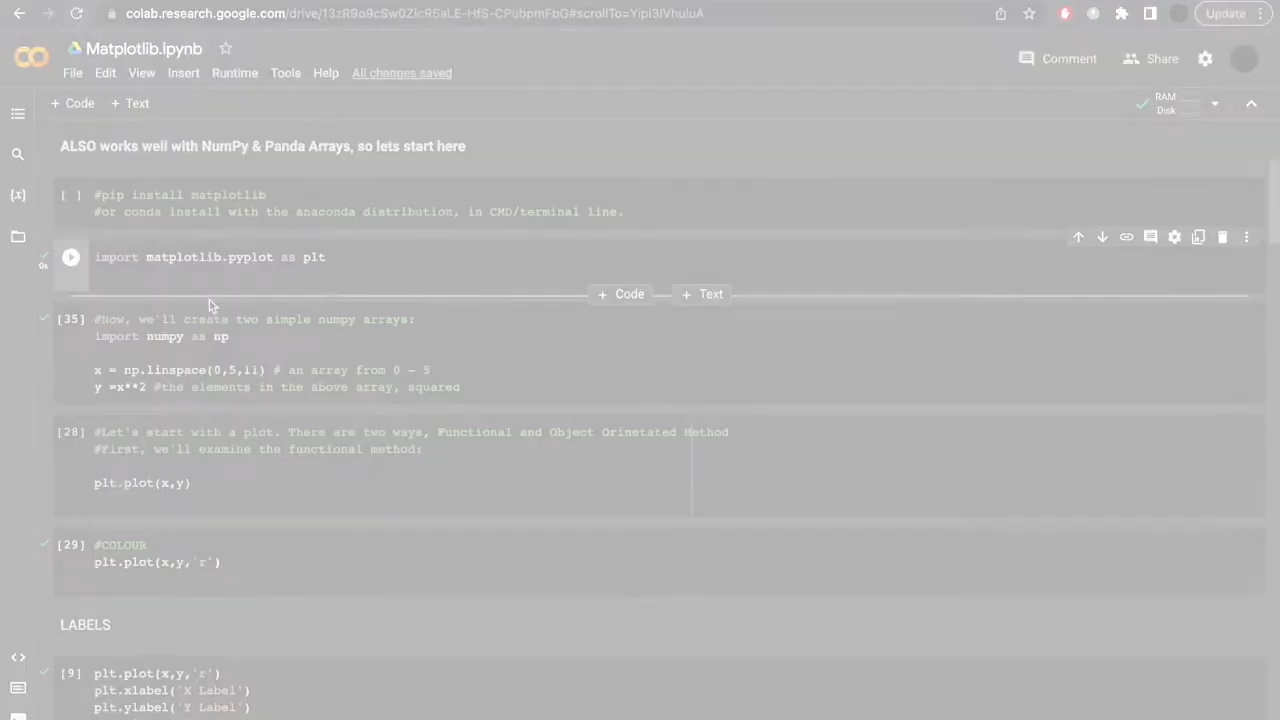 colab.research.google.com/drive/13zR9o9cSw0ZicR5aLE-HfS-CPUbpmFbG#scrollTo=Yipi3IVhuIuA
Update
Matplotlib.ipynb
File Edit View Insert Runtime Tools Help All changes saved
Comment
Share
+ Code + Text
RAM
Disk
ALSO works well with NumPy & Panda Arrays, so lets start here
[ ] #pip install matplotlib
#or conda install with the anaconda distribution, in CMD/terminal line.
0s
import matplotlib.pyplot as plt
+ Code + Text
[35] #Now, we'll create two simple numpy arrays:
import numpy as np
x = np.linspace(0,5,11) # an array from 0 - 5
y =x**2 #the elements in the above array, squared
[28] #Let's start with a plot. There are two ways, Functional and Object Orinetated Method
#First, we'll examine the functional method:
plt.plot(x,y)
[29] #COLOUR
plt.plot(x,y,'r')
LABELS
[9] plt.plot(x,y,'r')
plt.xlabel('X Label')
plt.ylabel('Y Label')